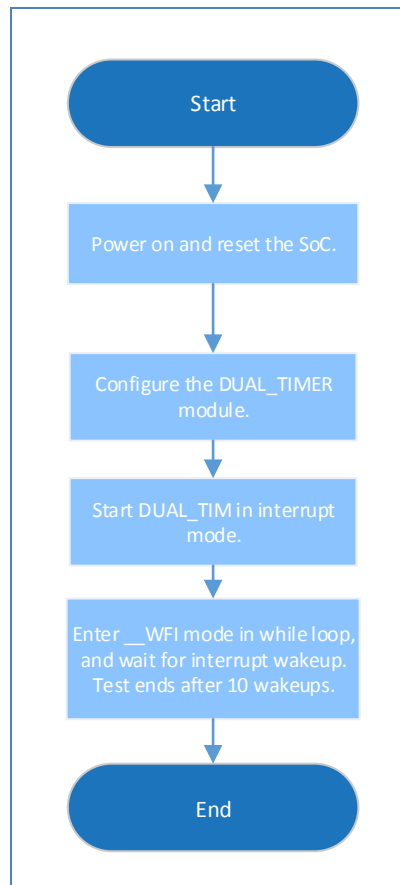 Start
Power on and reset the SoC.
Configure the DUAL_TIMER
module.
Start DUAL_TIM in interrupt
mode.
Enter __WFI mode in while loop,
and wait for interrupt wakeup.
Test ends after 10 wakeups.
End